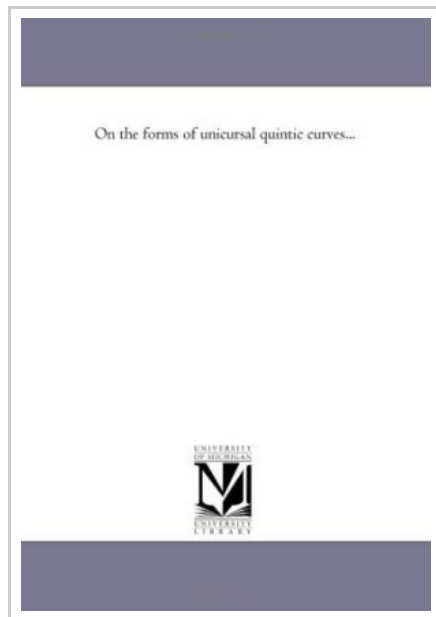 On the forms of unicursal quintic curves...
UNIVERSITY
OF MICHIGAN
UNIVERSITY
LIBRARY